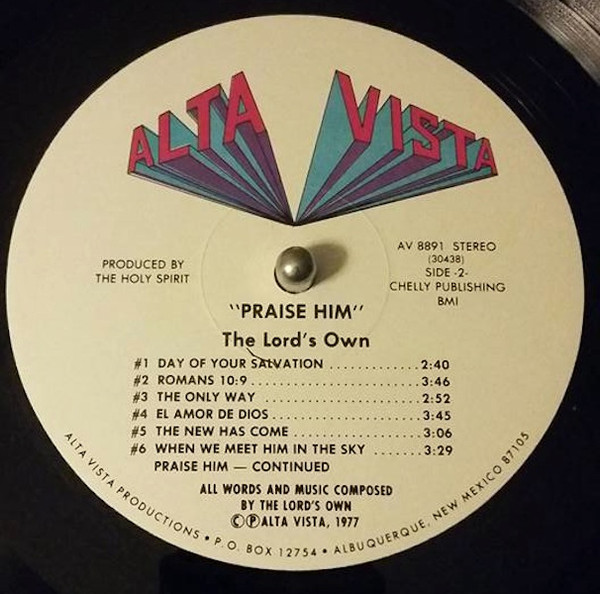 ALTA VISTA
PRODUCED BY
THE HOLY SPIRIT
AV 8891 STEREO
(30438)
SIDE -2-
CHELLY PUBLISHING
BMI
"PRAISE HIM"
The Lord's Own
#1 DAY OF YOUR SALVATION ............. 2:40
#2 ROMANS 10:9 ......................... 3:46
#3 THE ONLY WAY ....................... 2:52
#4 EL AMOR DE DIOS ..................... 3:45
#5 THE NEW HAS COME .................. 3:06
#6 WHEN WE MEET HIM IN THE SKY ....... 3:29
PRAISE HIM — CONTINUED
ALL WORDS AND MUSIC COMPOSED
BY THE LORD'S OWN
©℗ALTA VISTA, 1977
ALTA VISTA PRODUCTIONS • P.O. BOX 12754 • ALBUQUERQUE, NEW MEXICO 87105